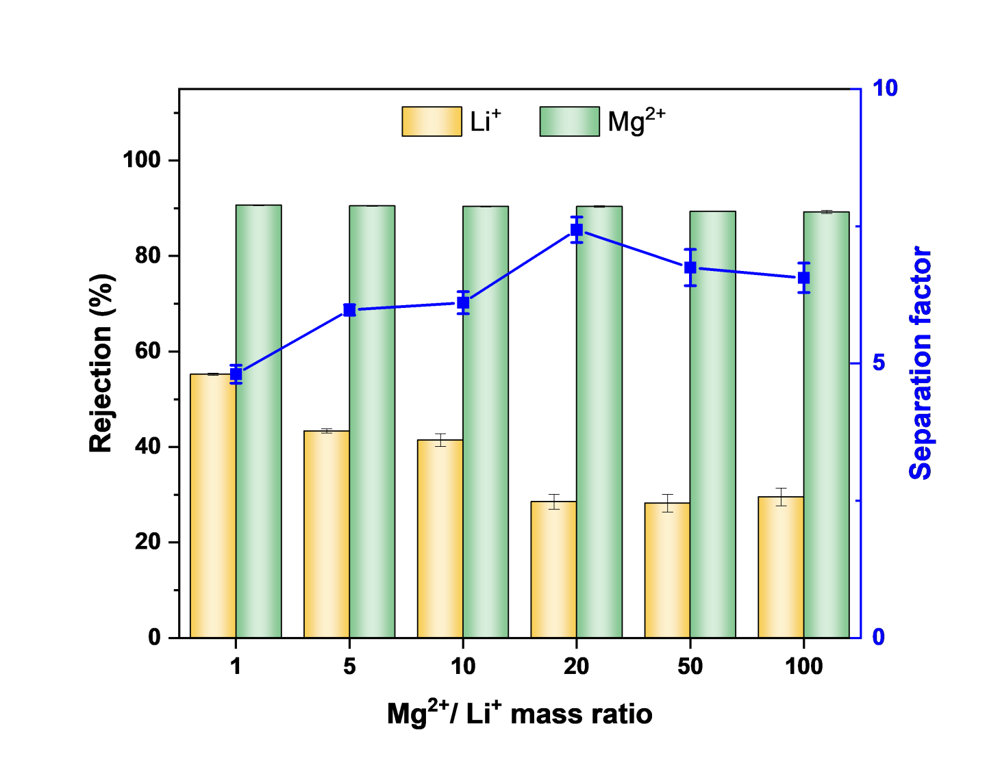 Li⁺ Mg²⁺
10
100
80
60
5
40
20
0
0
Rejection (%)
Separation factor
1 5 10 20 50 100
Mg²⁺/ Li⁺ mass ratio